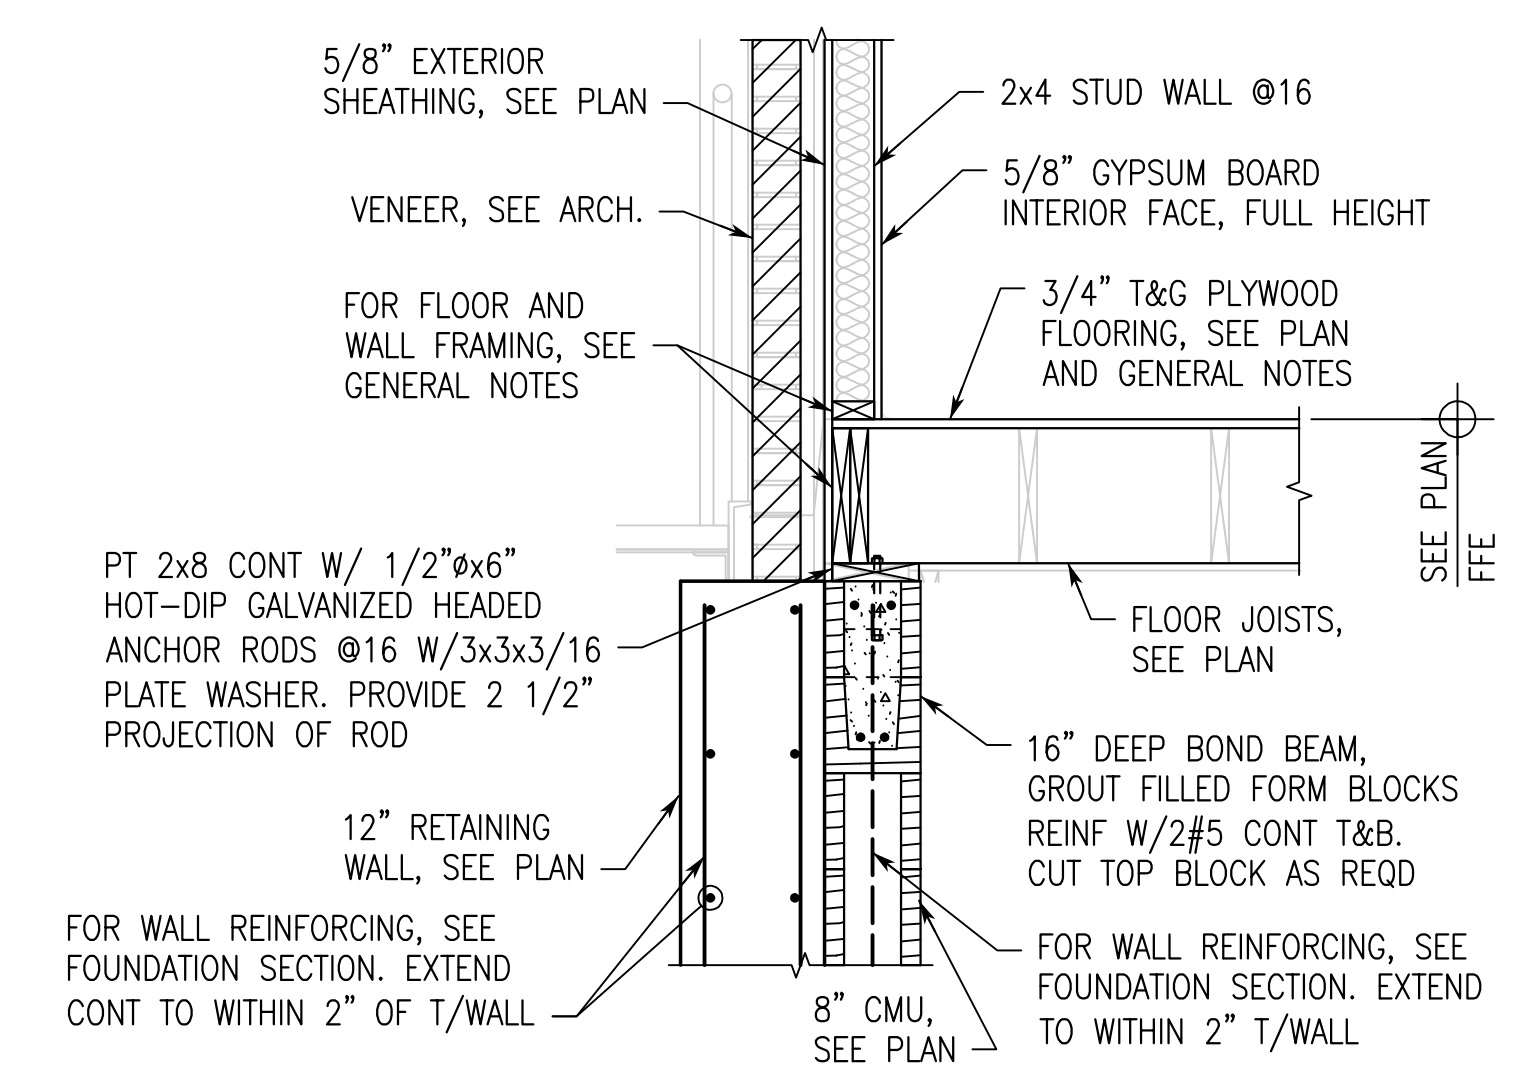 5/8" EXTERIOR
SHEATHING, SEE PLAN
VENEER, SEE ARCH.
FOR FLOOR AND
WALL FRAMING, SEE
GENERAL NOTES
PT 2x8 CONT W/ 1/2"øx6"
HOT-DIP GALVANIZED HEADED
ANCHOR RODS @16 W/3x3x3/16
PLATE WASHER. PROVIDE 2 1/2"
PROJECTION OF ROD
12" RETAINING
WALL, SEE PLAN
FOR WALL REINFORCING, SEE
FOUNDATION SECTION. EXTEND
CONT TO WITHIN 2" OF T/WALL
2x4 STUD WALL @16
5/8" GYPSUM BOARD
INTERIOR FACE, FULL HEIGHT
3/4" T&G PLYWOOD
FLOORING, SEE PLAN
AND GENERAL NOTES
SEE PLAN
FFE
FLOOR JOISTS,
SEE PLAN
16" DEEP BOND BEAM,
GROUT FILLED FORM BLOCKS
REINF W/2#5 CONT T&B.
CUT TOP BLOCK AS REQD
FOR WALL REINFORCING, SEE
FOUNDATION SECTION. EXTEND
TO WITHIN 2" T/WALL
8" CMU,
SEE PLAN